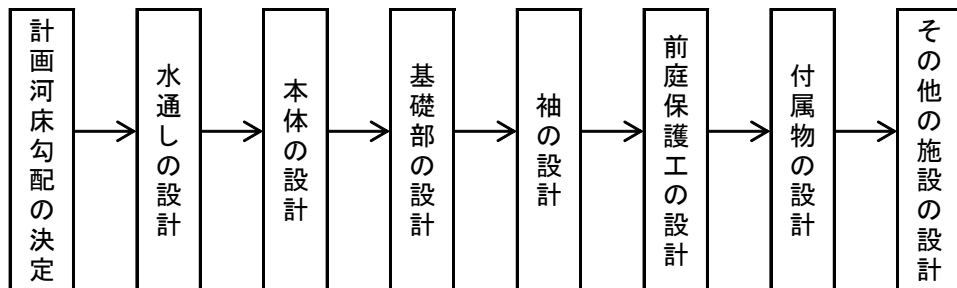 計画河床勾配の決定
水通しの設計
本体の設計
基礎部の設計
袖の設計
前庭保護工の設計
付属物の設計
その他の施設の設計